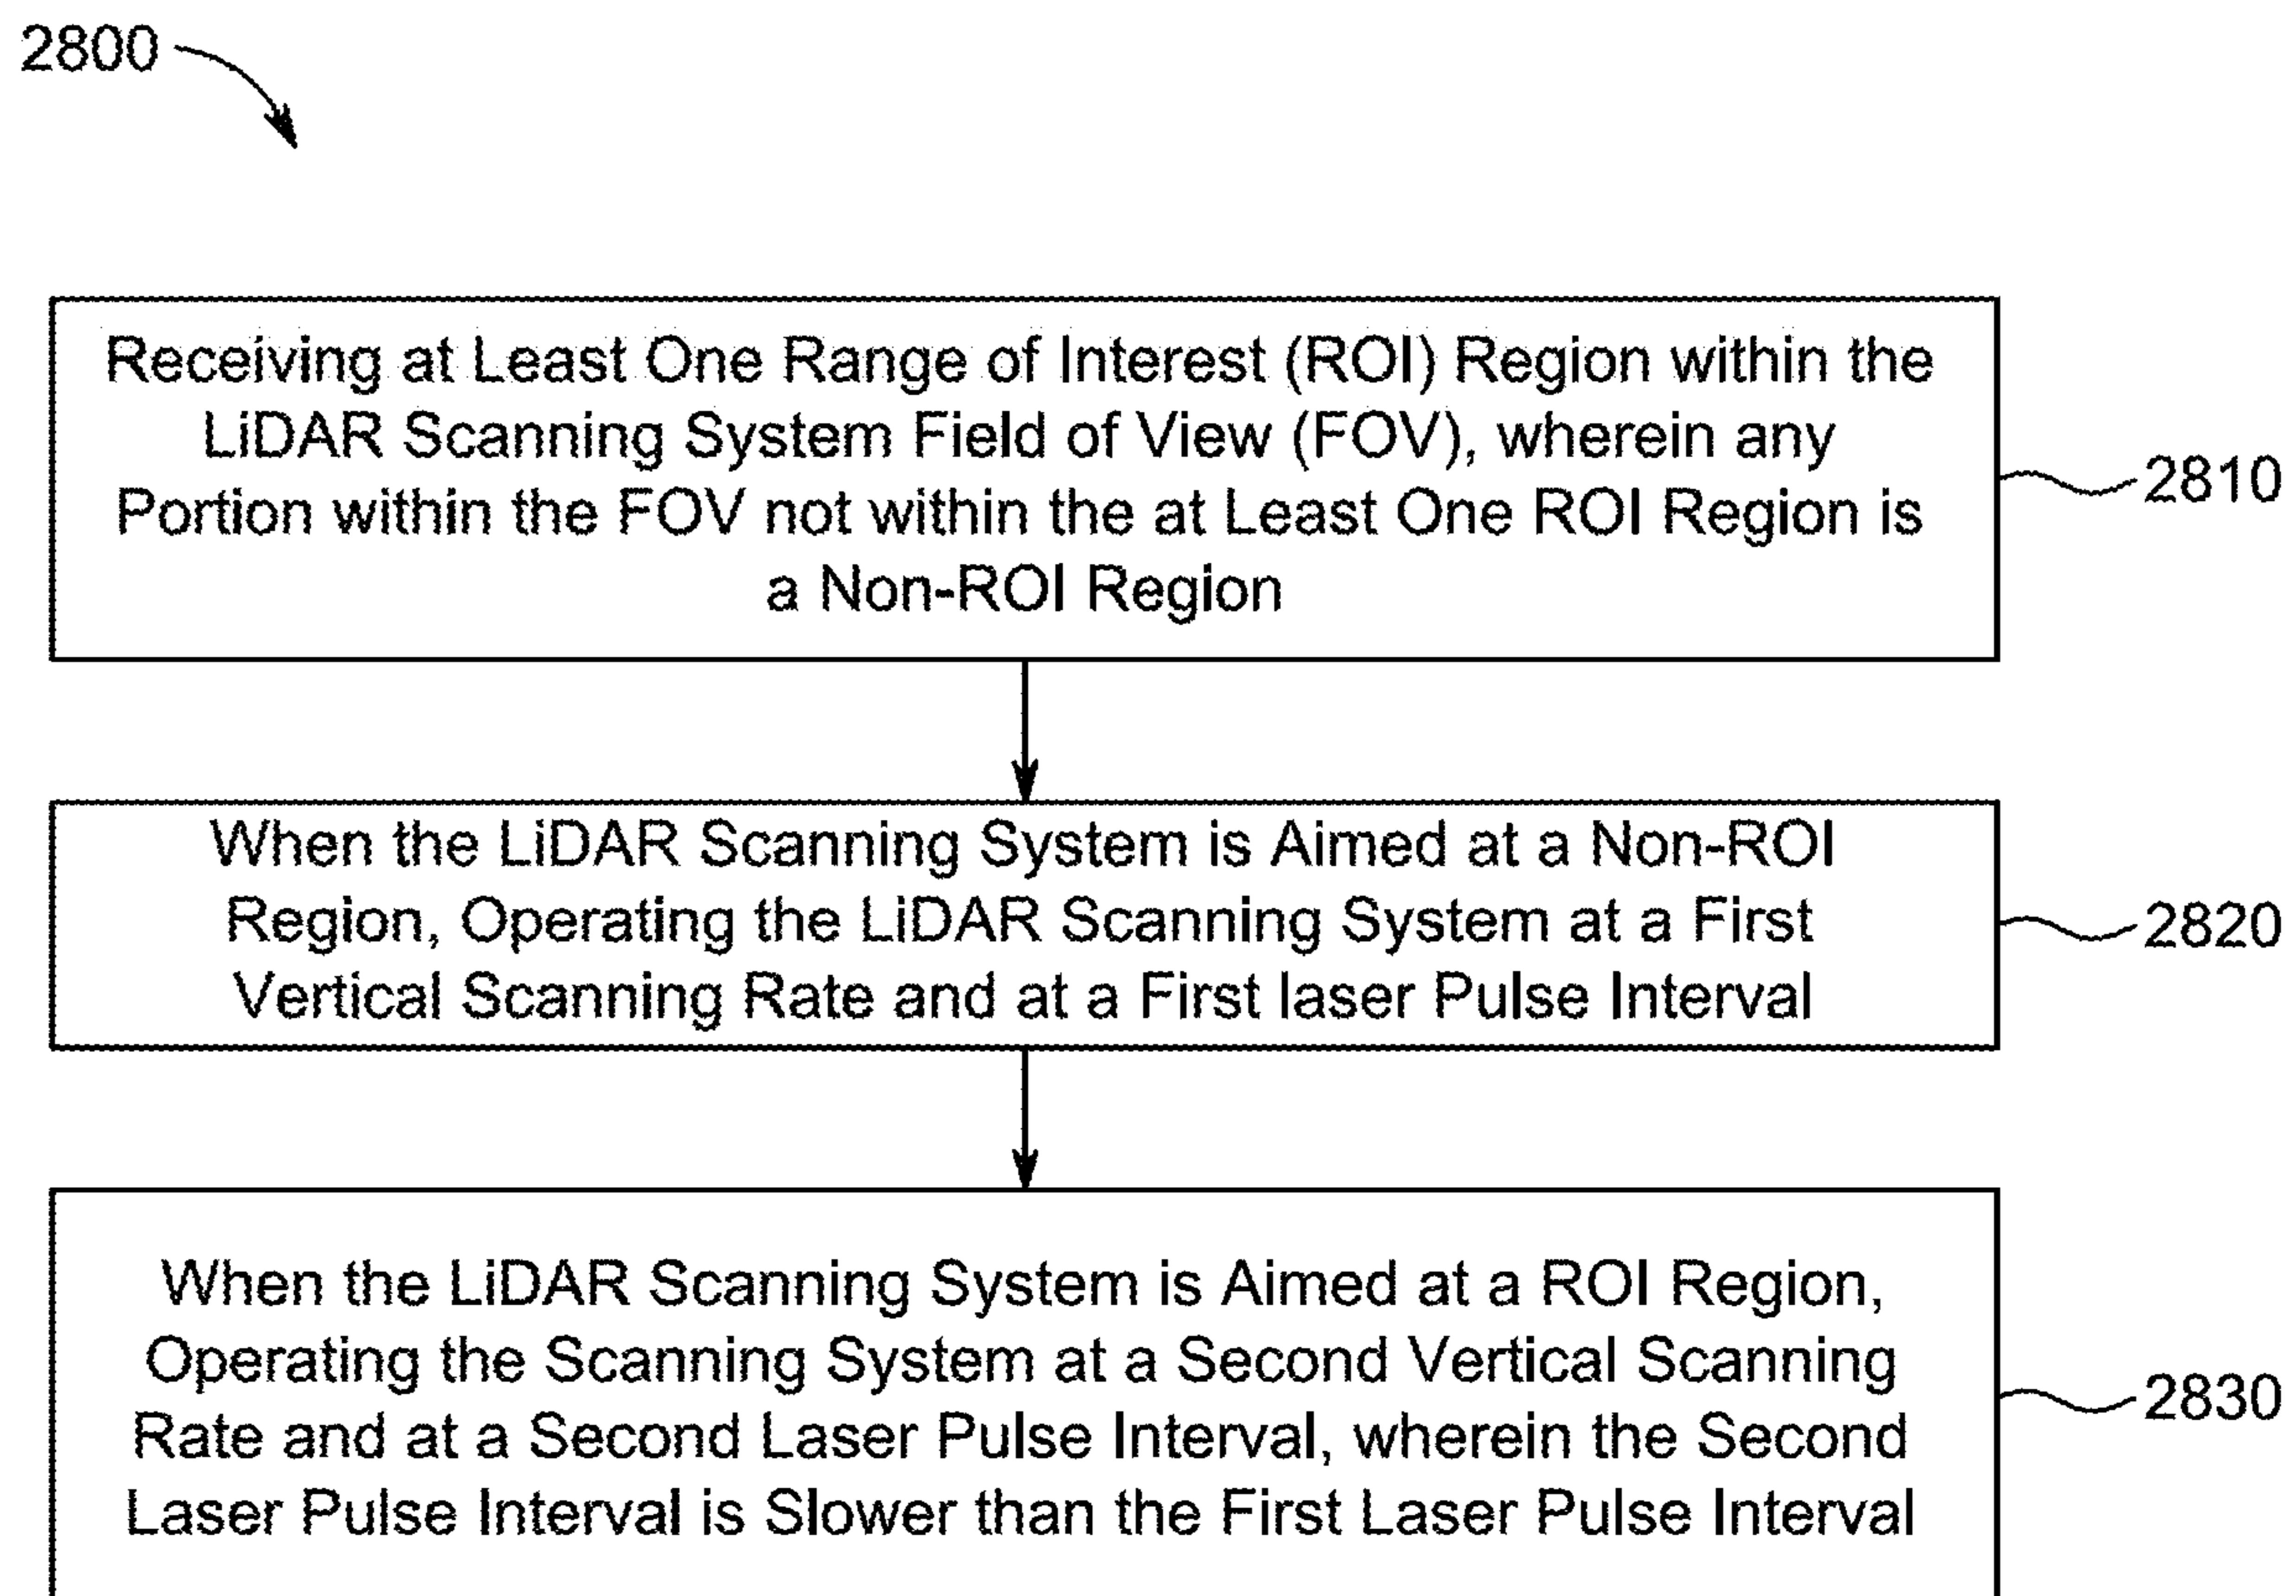 2800
Receiving at Least One Range of Interest (ROI) Region within the
LiDAR Scanning System Field of View (FOV), wherein any
Portion within the FOV not within the at Least One ROI Region is
a Non-ROI Region
2810
When the LiDAR Scanning System is Aimed at a Non-ROI
Region, Operating the LiDAR Scanning System at a First
Vertical Scanning Rate and at a First laser Pulse Interval
2820
When the LiDAR Scanning System is Aimed at a ROI Region,
Operating the Scanning System at a Second Vertical Scanning
Rate and at a Second Laser Pulse Interval, wherein the Second
Laser Pulse Interval is Slower than the First Laser Pulse Interval
2830